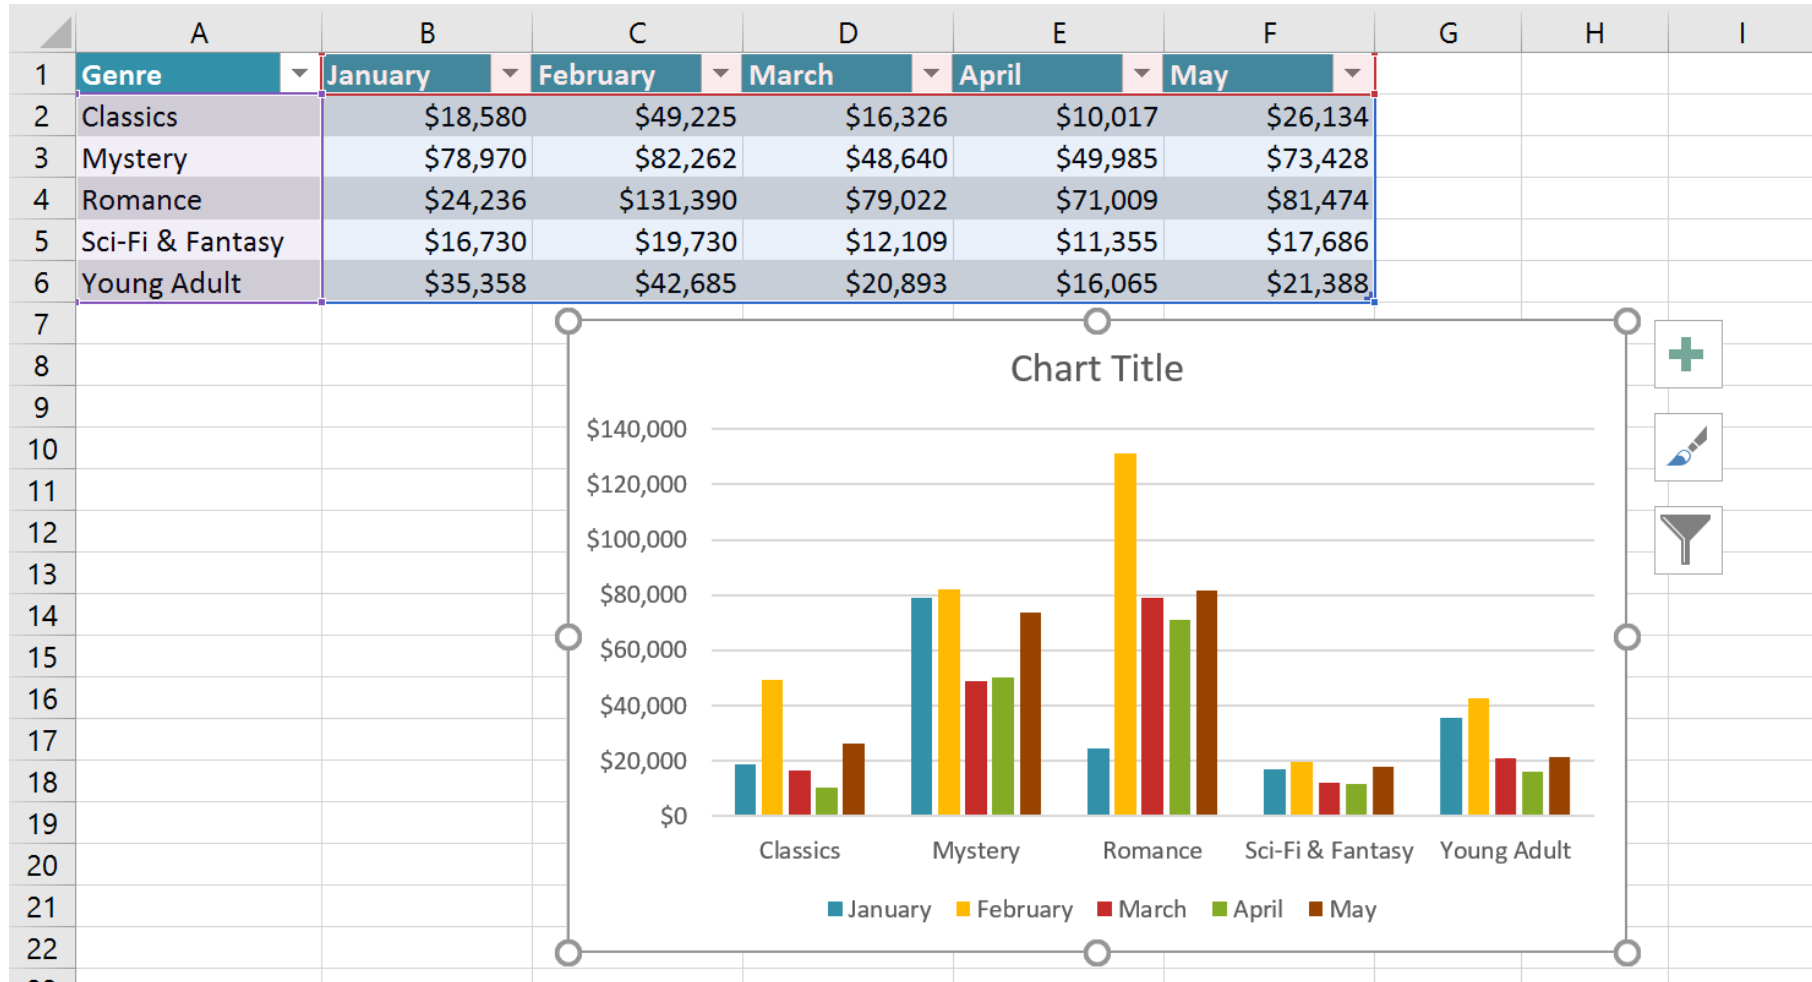 A B C D E F G H I
1 Genre January February March April May
2 Classics $18,580 $49,225 $16,326 $10,017 $26,134
3 Mystery $78,970 $82,262 $48,640 $49,985 $73,428
4 Romance $24,236 $131,390 $79,022 $71,009 $81,474
5 Sci-Fi & Fantasy $16,730 $19,730 $12,109 $11,355 $17,686
6 Young Adult $35,358 $42,685 $20,893 $16,065 $21,388
7
8
9
10
11
12
13
14
15
16
17
18
19
20
21
22
Chart Title
$140,000
$120,000
$100,000
$80,000
$60,000
$40,000
$20,000
$0
Classics Mystery Romance Sci-Fi & Fantasy Young Adult
January February March April May